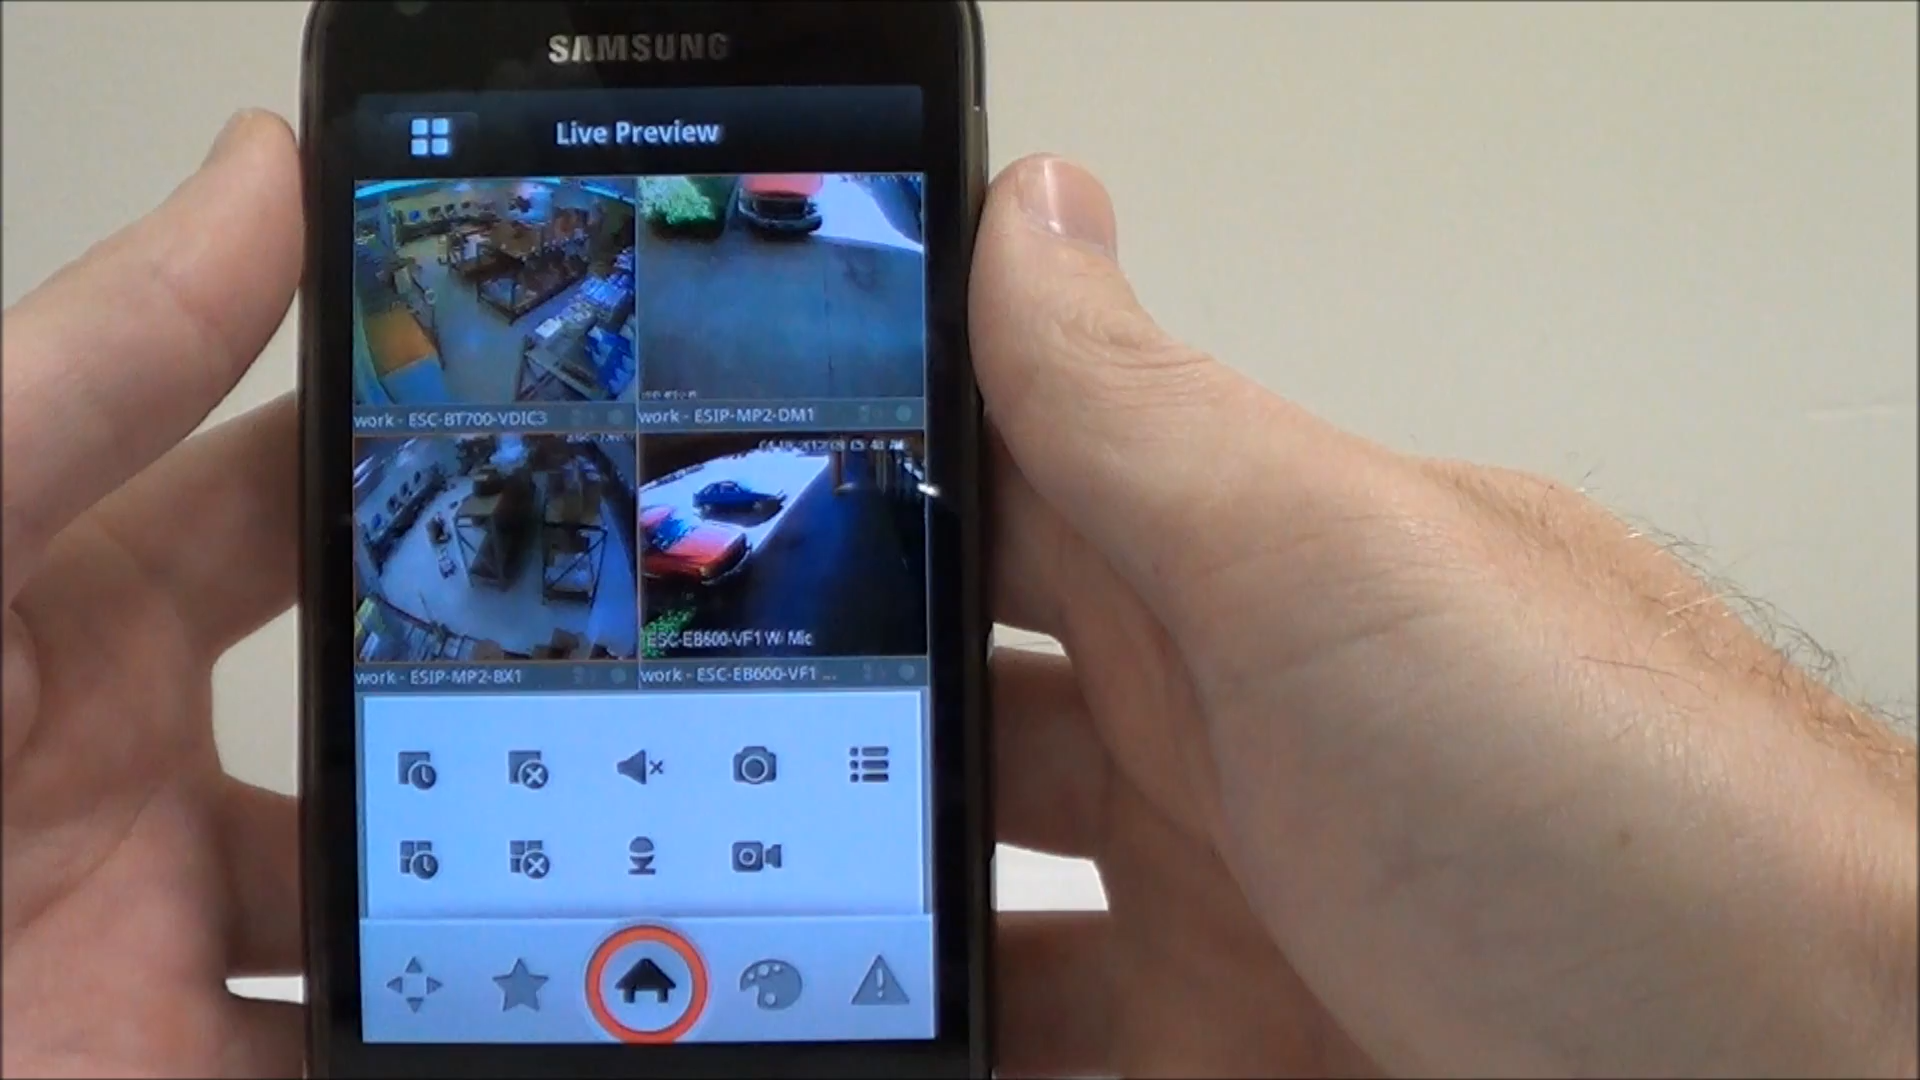 SAMSUNG
Live Preview
work - ESC-BT700-VDIC3
work - ESIP-MP2-DM1
ESC-EB600-VF1 W/ Mic
work - ESIP-MP2-BX1
work - ESC-EB600-VF1 ...